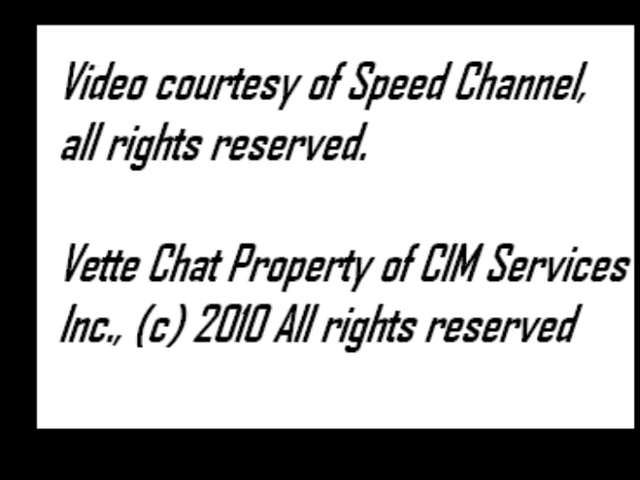 Video courtesy of Speed Channel,
all rights reserved.
Vette Chat Property of CIM Services
Inc., (c) 2010 All rights reserved